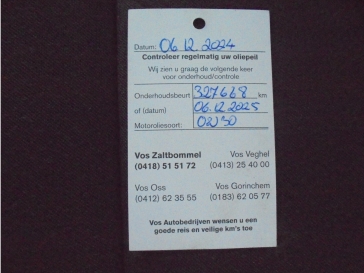 Datum: 06.12.2024
Controleer regelmatig uw oliepeil
Wij zien u graag de volgende keer
voor onderhoud/controle
Onderhoudsbeurt 327668 km
of (datum) 06.12.2025
Motoroliesoort: 0W30
Vos Zaltbommel Vos Veghel
(0418) 51 51 72 (0413) 25 40 00
Vos Oss Vos Gorinchem
(0412) 62 35 55 (0183) 62 05 77
Vos Autobedrijven wensen u een
goede reis en veilige km's toe